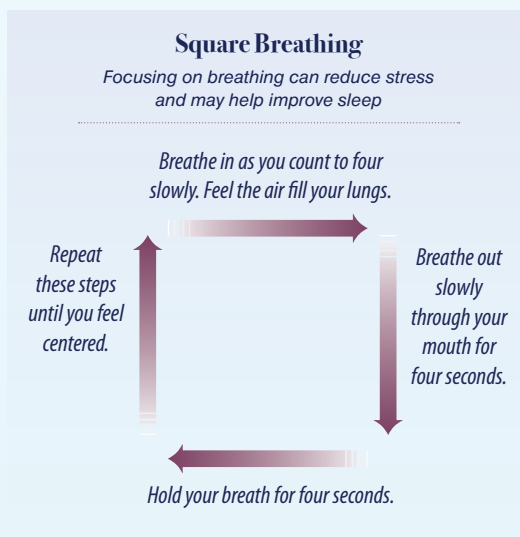 Square Breathing
Focusing on breathing can reduce stress
and may help improve sleep
Breathe in as you count to four
slowly. Feel the air fill your lungs.
Breathe out
slowly
through your
mouth for
four seconds.
Hold your breath for four seconds.
Repeat
these steps
until you feel
centered.